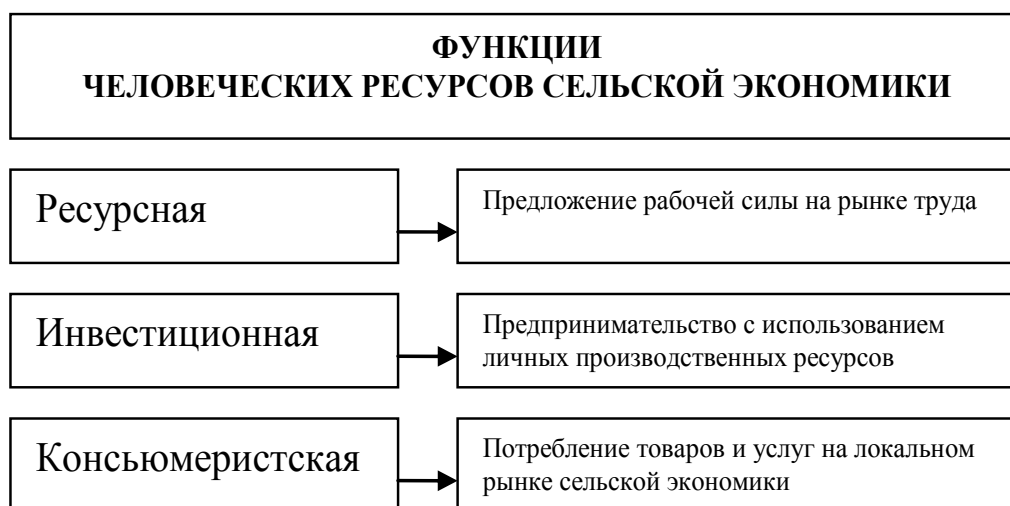 ФУНКЦИИ
ЧЕЛОВЕЧЕСКИХ РЕСУРСОВ СЕЛЬСКОЙ ЭКОНОМИКИ
Ресурсная
Предложение рабочей силы на рынке труда
Инвестиционная
Предпринимательство с использованием
личных производственных ресурсов
Консьюмеристская
Потребление товаров и услуг на локальном
рынке сельской экономики